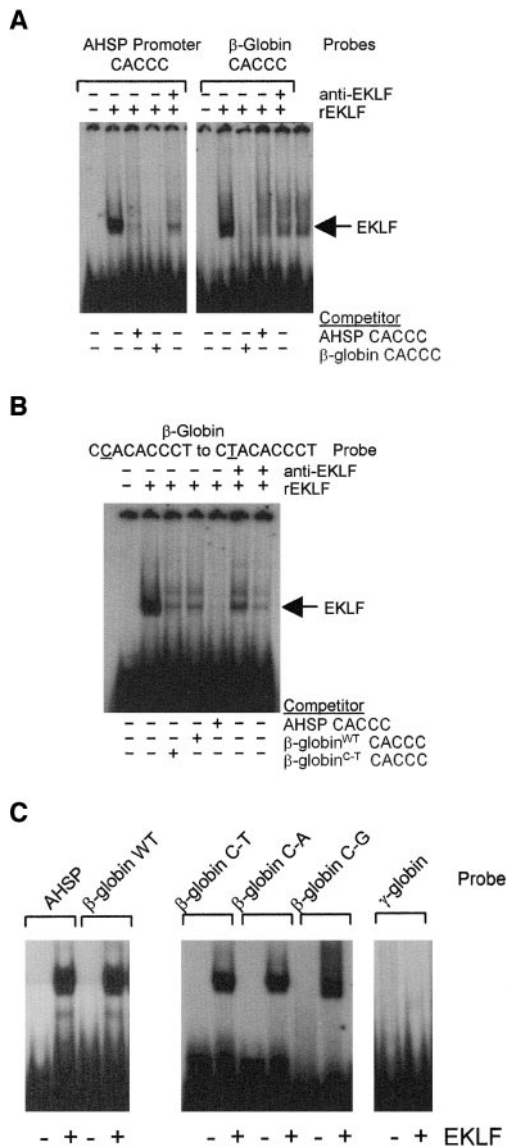 A
AHSP Promoter β-Globin Probes
CACCC CACCC
– – – – + – – – – + anti-EKLF
– + + + + – + + + + rEKLF
EKLF
Competitor
– – + – – – – – + – AHSP CACCC
– – – + – – – + – – β-globin CACCC
B
β-Globin
CCACACCCT to CTACACCCT Probe
– – – – – + + anti-EKLF
– + + + + + + rEKLF
EKLF
Competitor
– – – – + – – AHSP CACCC
– – – + – – – β-globinWT CACCC
– – + – – – – β-globinC-T CACCC
C
AHSP β-globin WT β-globin C-T β-globin C-A β-globin C-G γ-globin Probe
– + – + – + – + – + – + EKLF